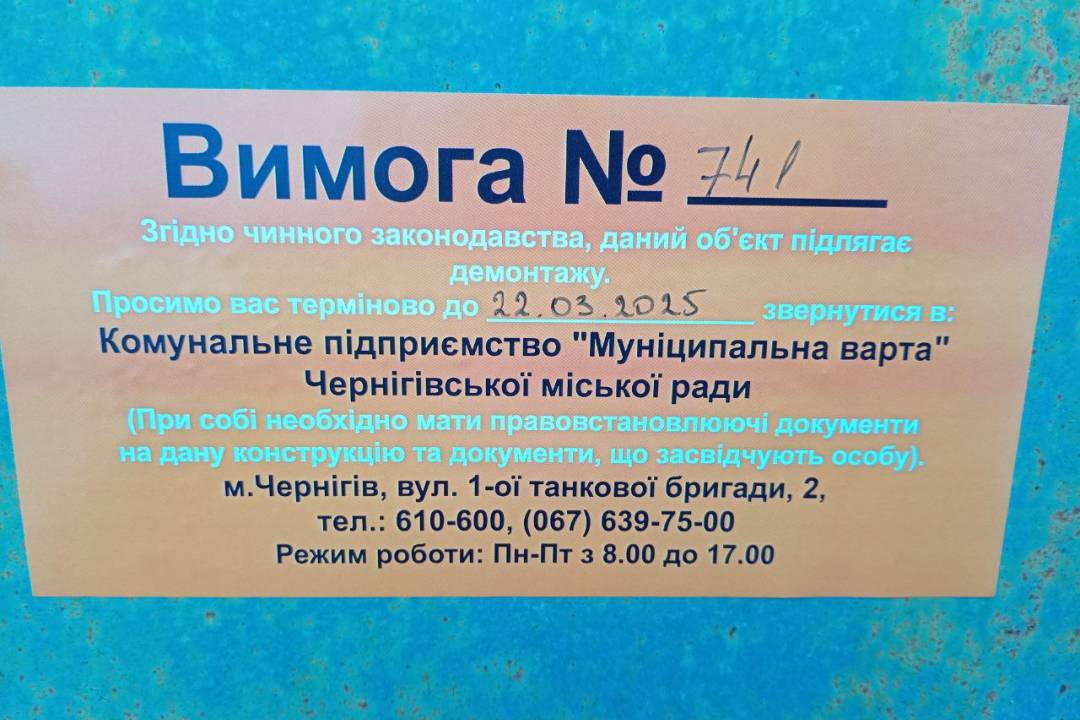 Вимога № 741
Згідно чинного законодавства, даний об'єкт підлягає
демонтажу.
Просимо вас терміново до 22.03.2025 звернутися в:
Комунальне підприємство "Муніципальна варта"
Чернігівської міської ради
(При собі необхідно мати правовстановлюючі документи
на дану конструкцію та документи, що засвідчують особу).
м.Чернігів, вул. 1-ої танкової бригади, 2,
тел.: 610-600, (067) 639-75-00
Режим роботи: Пн-Пт з 8.00 до 17.00